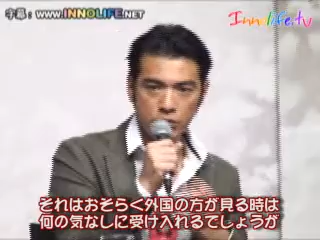 字幕：www.INNOLIFE.NET
Innolife.tv
それはおそらく外国の方が見る時は
何の気なしに受け入れるでしょうが